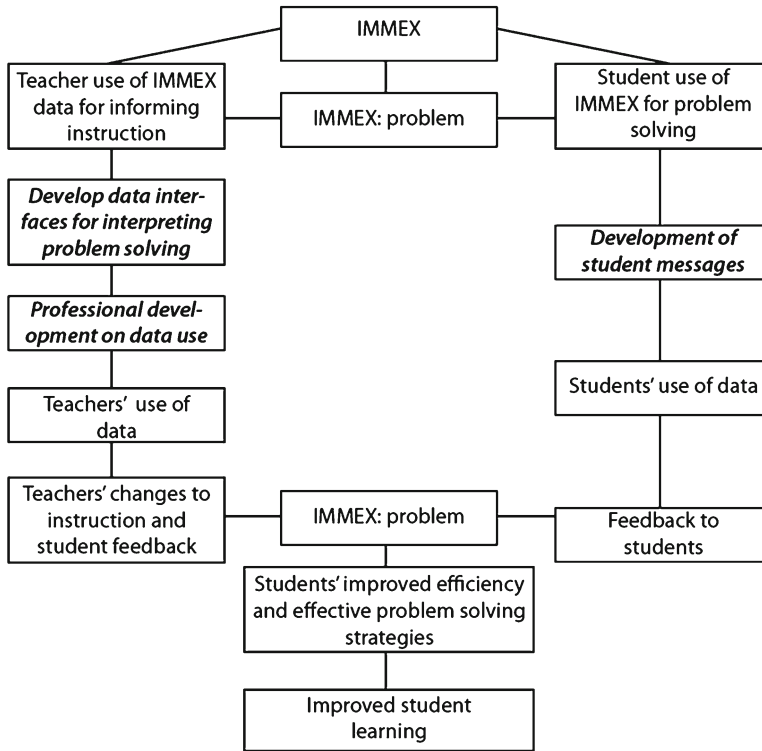 IMMEX
Teacher use of IMMEX
data for informing
instruction
IMMEX: problem
Student use of
IMMEX for problem
solving
Develop data inter-
faces for interpreting
problem solving
Development of
student messages
Professional devel-
opment on data use
Students’ use of data
Teachers’ use of
data
Teachers’ changes to
instruction and
student feedback
IMMEX: problem
Feedback to
students
Students’ improved efficiency
and effective problem solving
strategies
Improved student
learning